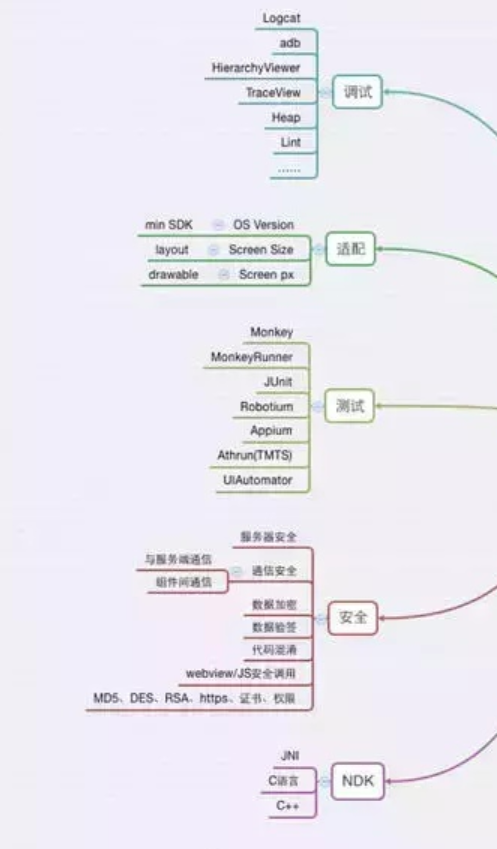 Logcat
adb
HierarchyViewer
TraceView
Heap
Lint
......
调试
min SDK
OS Version
layout
Screen Size
drawable
Screen px
适配
Monkey
MonkeyRunner
JUnit
Robotium
Appium
Athrun(TMTS)
UIAutomator
测试
服务器安全
与服务端通信
组件间通信
通信安全
数据加密
数据验签
代码混淆
webview/JS安全调用
MD5、DES、RSA、https、证书、权限
安全
JNI
C语言
C++
NDK